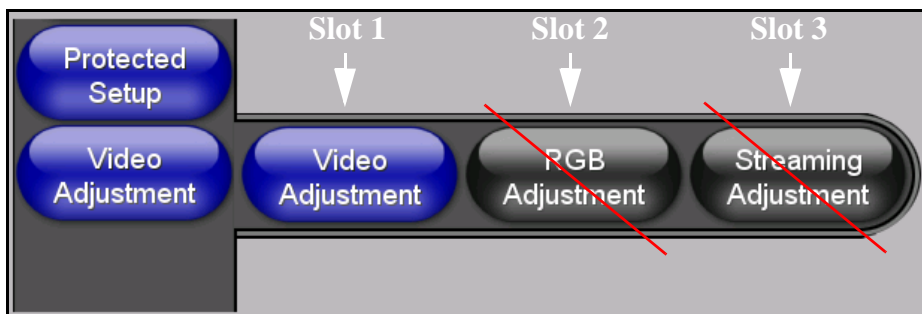 Slot 1
Slot 2
Slot 3
Protected
Setup
Video
Adjustment
Video
Adjustment
RGB
Adjustment
Streaming
Adjustment